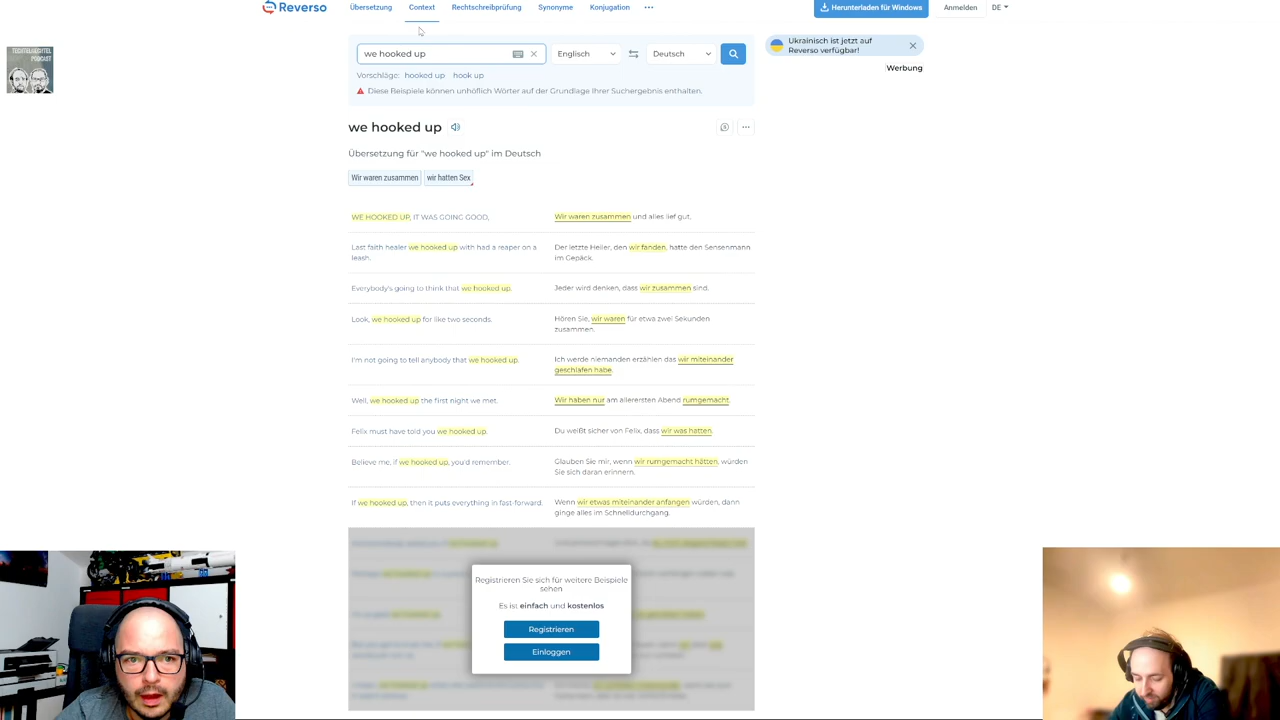 Reverso
Übersetzung
Context
Rechtschreibprüfung
Synonyme
Konjugation
Herunterladen für Windows
Anmelden
DE
TECHTELMECHTEL
PODCAST
we hooked up
Englisch
Deutsch
Ukrainisch ist jetzt auf
Reverso verfügbar!
Werbung
Vorschläge: hooked up hook up
Diese Beispiele können unhöflich Wörter auf der Grundlage Ihrer Suchergebnis enthalten.
we hooked up
Übersetzung für "we hooked up" im Deutsch
Wir waren zusammen
wir hatten Sex
WE HOOKED UP, IT WAS GOING GOOD,
Wir waren zusammen und alles lief gut.
Last faith healer we hooked up with had a reaper on a
leash.
Der letzte Heiler, den wir fanden, hatte den Sensenmann
im Gepäck.
Everybody's going to think that we hooked up.
Jeder wird denken, dass wir zusammen sind.
Look, we hooked up for like two seconds.
Hören Sie, wir waren für etwa zwei Sekunden
zusammen.
I'm not going to tell anybody that we hooked up.
Ich werde niemanden erzählen das wir miteinander
geschlafen habe.
Well, we hooked up the first night we met.
Wir haben nur am allerersten Abend rumgemacht.
Felix must have told you we hooked up.
Du weißt sicher von Felix, dass wir was hatten.
Believe me, if we hooked up, you'd remember.
Glauben Sie mir, wenn wir rumgemacht hätten, würden
Sie sich daran erinnern.
If we hooked up, then it puts everything in fast-forward.
Wenn wir etwas miteinander anfangen würden, dann
ginge alles im Schnelldurchgang.
Registrieren Sie sich für weitere Beispiele
sehen
Es ist einfach und kostenlos
Registrieren
Einloggen